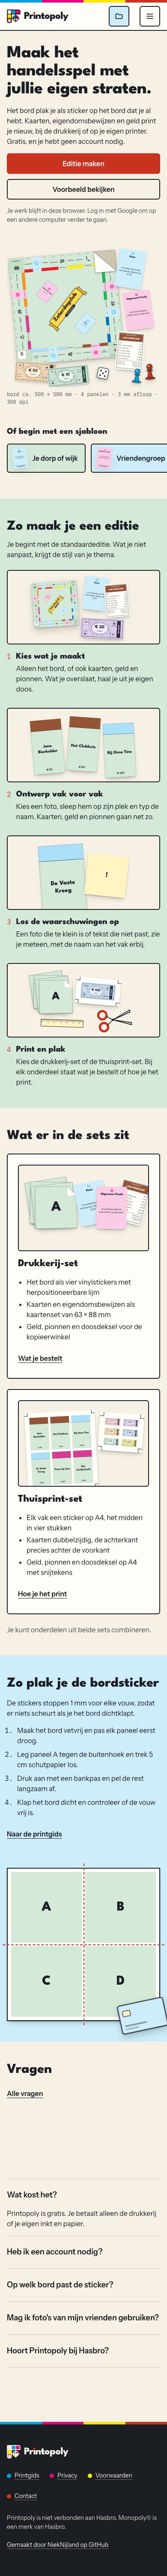 Printopoly
Maak het
handelsspel met
jullie eigen straten.
Het bord plak je als sticker op het bord dat je al
hebt. Kaarten, eigendomsbewijzen en geld print
je nieuw, bij de drukkerij of op je eigen printer.
Gratis, en je hebt geen account nodig.
Editie maken
Voorbeeld bekijken
Je werk blijft in deze browser. Log in met Google om op
een andere computer verder te gaan.
bord ca. 500 × 500 mm · 4 panelen · 3 mm afloop ·
300 dpi
Of begin met een sjabloon
Je dorp of wijk
Vriendengroep
Zo maak je een editie
Je begint met de standaardeditie. Wat je niet
aanpast, krijgt de stijl van je thema.
1 Kies wat je maakt
Alleen het bord, of ook kaarten, geld en
pionnen. Wat je overslaat, haal je uit je eigen
doos.
Jans
Bierkelder
Het Clubhuis
Bij Oma Tino
2 Ontwerp vak voor vak
Kies een foto, sleep hem op zijn plek en typ de
naam. Kaarten, geld en pionnen gaan net zo.
De Vaste
Kroeg
!
3 Los de waarschuwingen op
Een foto die te klein is of tekst die niet past, zie
je meteen, met de naam van het vak erbij.
A
4 Print en plak
Kies de drukkerij-set of de thuisprint-set. Bij
elk onderdeel staat wat je bestelt of hoe je het
print.
Wat er in de sets zit
A
Algemeen Fonds
Drukkerij-set
• Het bord als vier vinylstickers met
herpositioneerbare lijm
• Kaarten en eigendomsbewijzen als
kaartenset van 63 × 88 mm
• Geld, pionnen en doosdeksel voor de
kopieerwinkel
Wat je bestelt
Thuisprint-set
• Elk vak een sticker op A4, het midden
in vier stukken
• Kaarten dubbelzijdig, de achterkant
precies achter de voorkant
• Geld, pionnen en doosdeksel op A4
met snijtekens
Hoe je het print
Je kunt onderdelen uit beide sets combineren.
Zo plak je de bordsticker
De stickers stoppen 1 mm voor elke vouw, zodat
er niets scheurt als je het bord dichtklapt.
1. Maak het bord vetvrij en pas elk paneel eerst
droog.
2. Leg paneel A tegen de buitenhoek en trek 5
cm schutpapier los.
3. Druk aan met een bankpas en pel de rest
langzaam af.
4. Klap het bord dicht en controleer of de vouw
vrij is.
Naar de printgids
A
B
C
D
Vragen
Alle vragen
Wat kost het?
Printopoly is gratis. Je betaalt alleen de drukkerij
of je eigen inkt en papier.
Heb ik een account nodig?
Op welk bord past de sticker?
Mag ik foto's van mijn vrienden gebruiken?
Hoort Printopoly bij Hasbro?
Printopoly
Printgids
Privacy
Voorwaarden
Contact
Printopoly is niet verbonden aan Hasbro. Monopoly® is
een merk van Hasbro.
Gemaakt door NiekNijland op GitHub